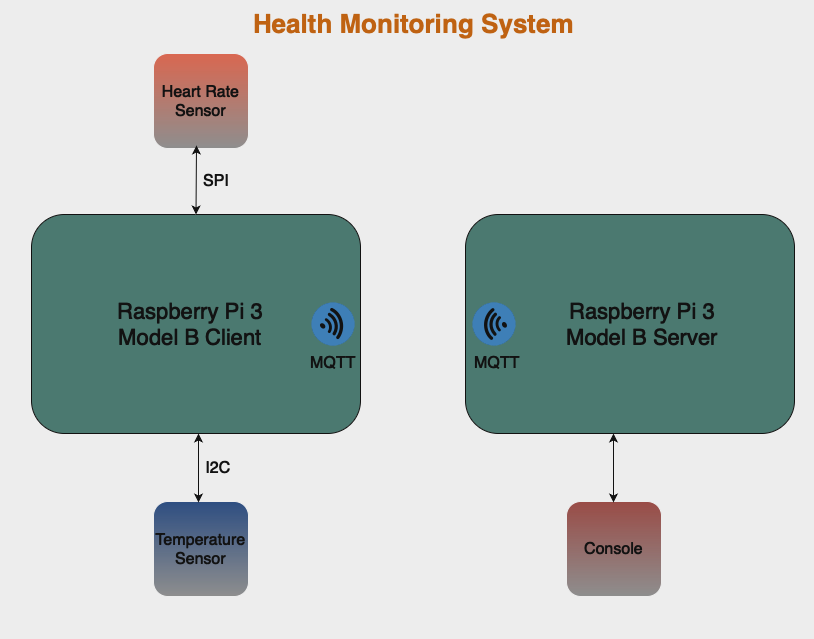 Health Monitoring System
Heart Rate
Sensor
SPI
Raspberry Pi 3
Model B Client
MQTT
Raspberry Pi 3
Model B Server
MQTT
I2C
Temperature
Sensor
Console